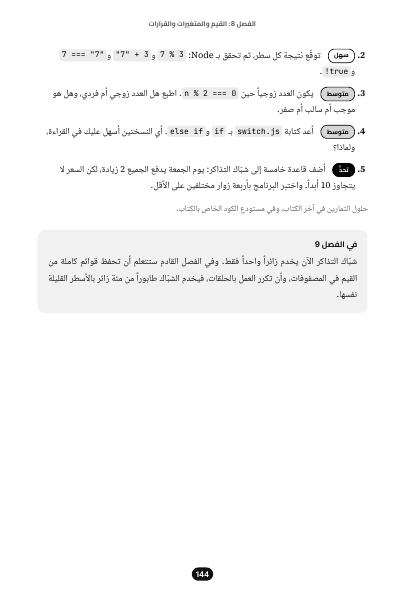 الفصل 8: القيم والمتغيرات والقرارات
2. سهل توقّع نتيجة كل سطر، ثم تحقق بـ Node: 7 % 3 و "7" + 3 و 7 === "7"
و !true.
3. متوسط يكون العدد زوجياً حين n % 2 === 0. اطبع هل العدد زوجي أم فردي، وهل هو
موجب أم سالب أم صفر.
4. متوسط أعد كتابة switch.js بـ if و else if. أي النسختين أسهل عليك في القراءة،
ولماذا؟
5. تحدٍّ أضف قاعدة خامسة إلى شبّاك التذاكر: يوم الجمعة يدفع الجميع 2 زيادة، لكن السعر لا
يتجاوز 10 أبداً. واختبر البرنامج بأربعة زوار مختلفين على الأقل.
حلول التمارين في آخر الكتاب، وفي مستودع الكود الخاص بالكتاب.
في الفصل 9
شبّاك التذاكر الآن يخدم زائراً واحداً فقط. وفي الفصل القادم ستتعلم أن تحفظ قوائم كاملة من
القيم في المصفوفات، وأن تكرر العمل بالحلقات، فيخدم الشبّاك طابوراً من مئة زائر بالأسطر القليلة
نفسها.
144